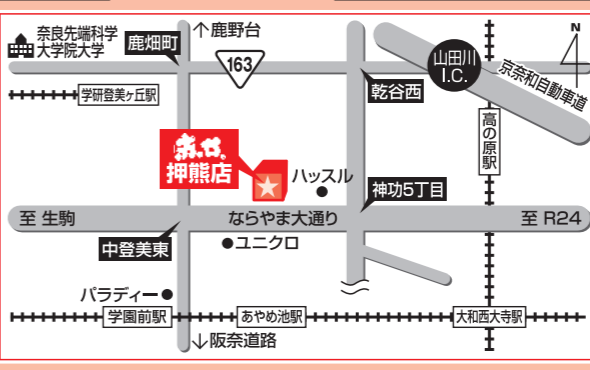 奈良先端科学
大学院大学
鹿畑町
↑鹿野台
163
山田川
I.C.
N
京奈和自動車道
学研登美ヶ丘駅
乾谷西
高の原駅
押熊店
ハッスル
神功5丁目
至 生駒
ならやま大通り
至 R24
中登美東
●ユニクロ
パラディー●
学園前駅
あやめ池駅
大和西大寺駅
↓阪奈道路